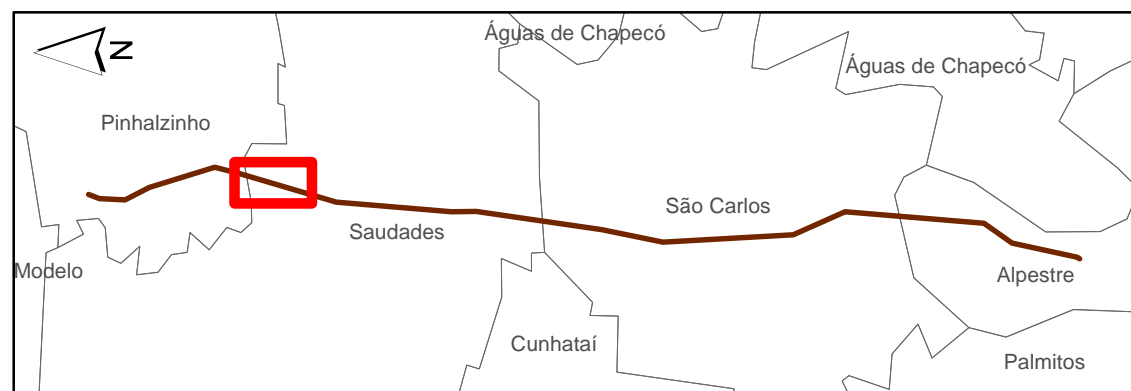 Águas de Chapecó
N
Águas de Chapecó
Pinhalzinho
São Carlos
Saudades
Modelo
Alpestre
Cunhataí
Palmitos